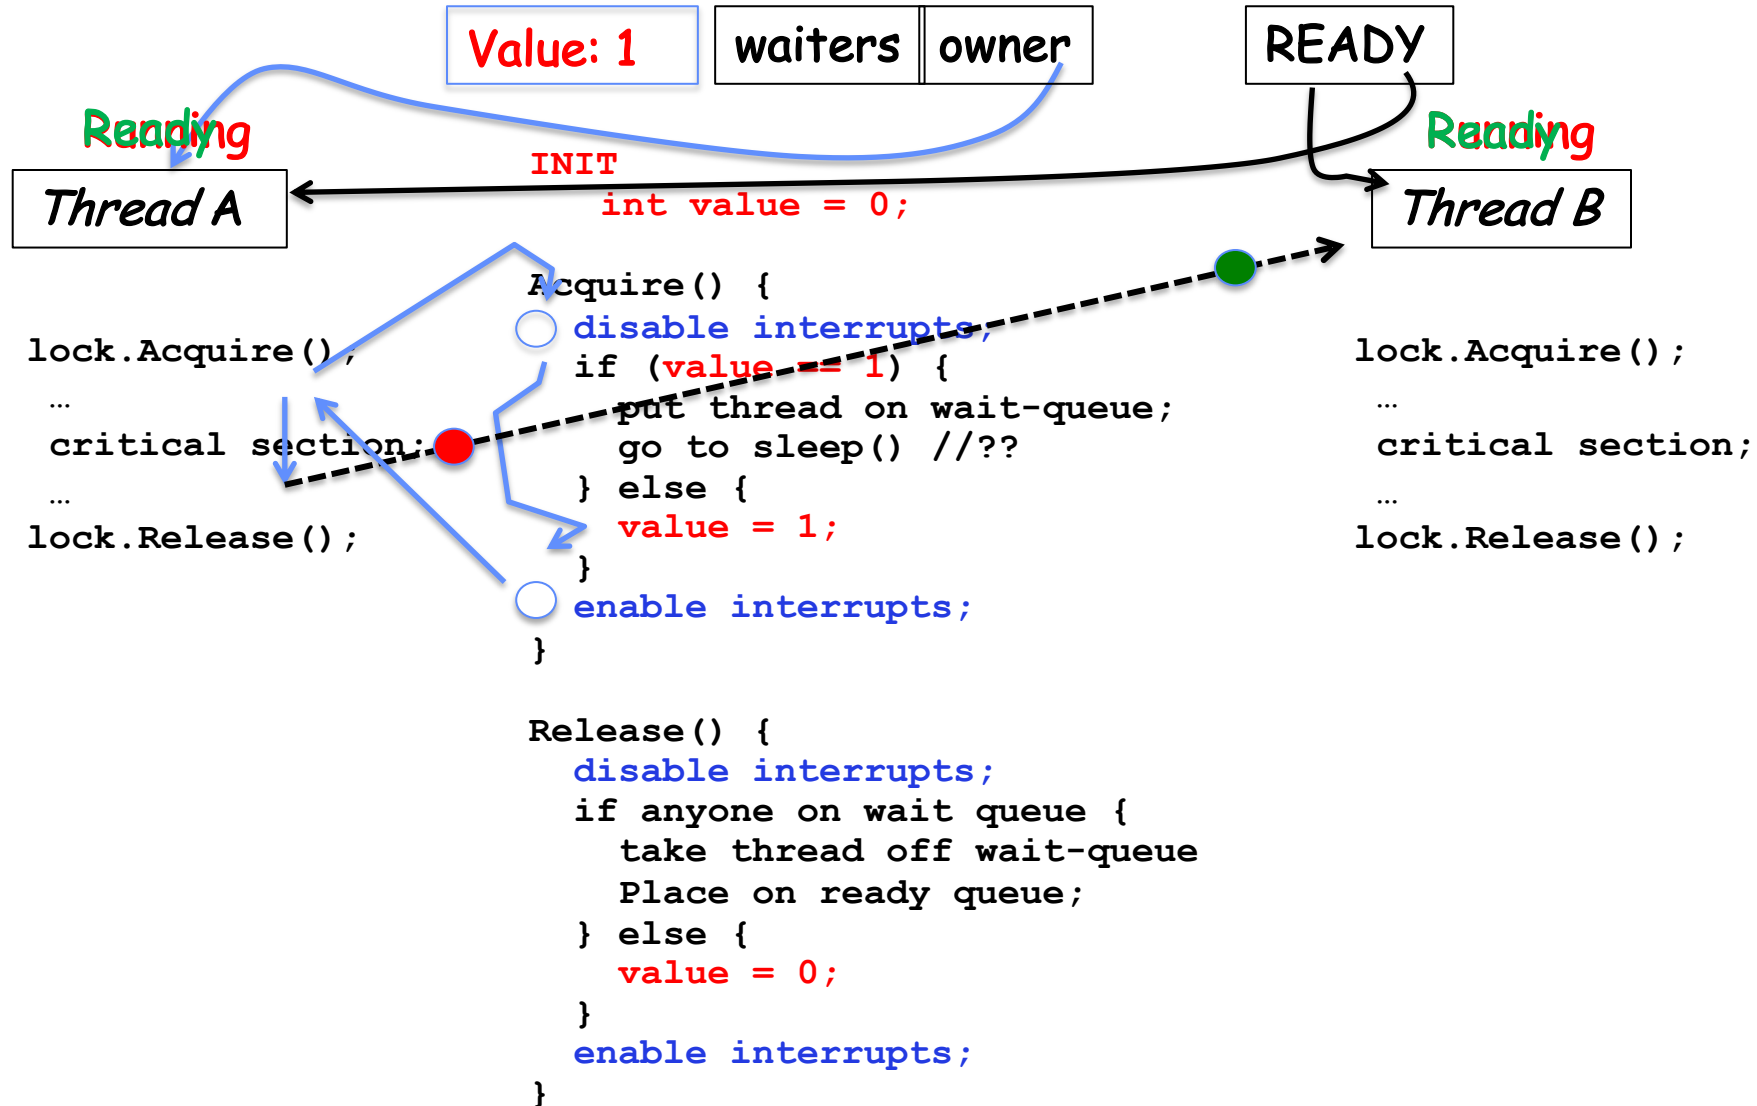 Value: 1
waiters
owner
READY
Ready
Running
Ready
Running
Thread A
INIT
int value = 0;
Thread B
Acquire() {
disable interrupts;
if (value == 1) {
put thread on wait-queue;
go to sleep() //??
} else {
value = 1;
}
enable interrupts;
}
lock.Acquire();
…
critical section;
…
lock.Release();
lock.Acquire();
…
critical section;
…
lock.Release();
Release() {
disable interrupts;
if anyone on wait queue {
take thread off wait-queue
Place on ready queue;
} else {
value = 0;
}
enable interrupts;
}